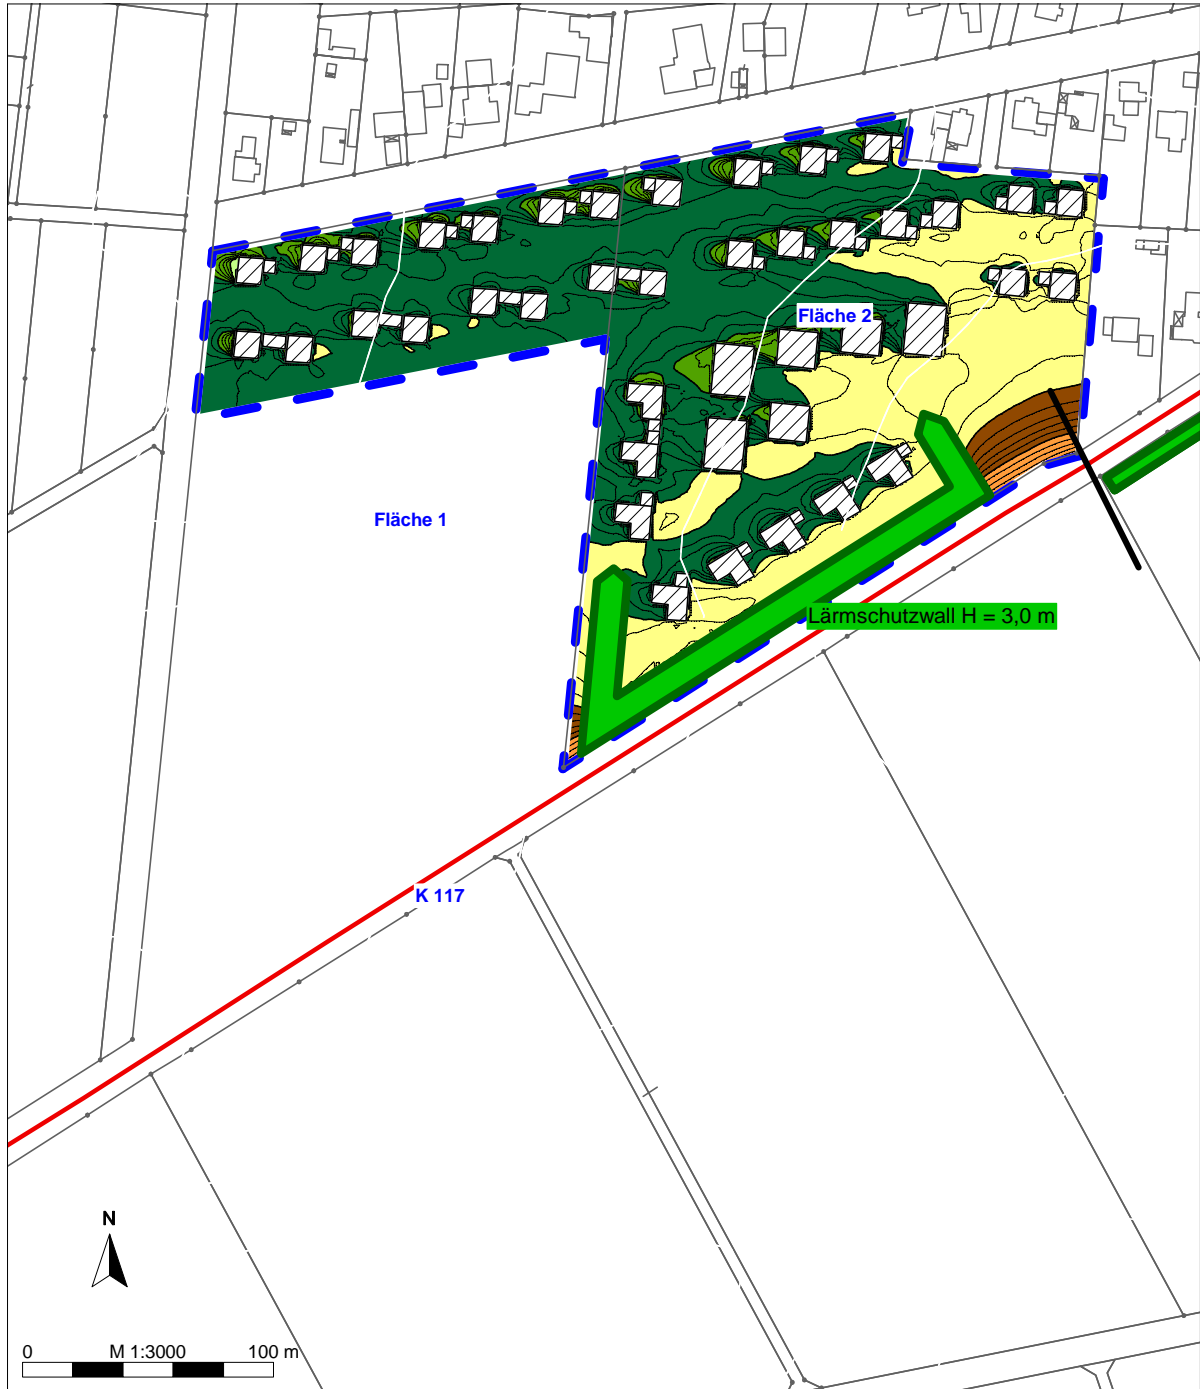 Fläche 2
Fläche 1
Lärmschutzwall H = 3,0 m
K 117
N
0 M 1:3000 100 m